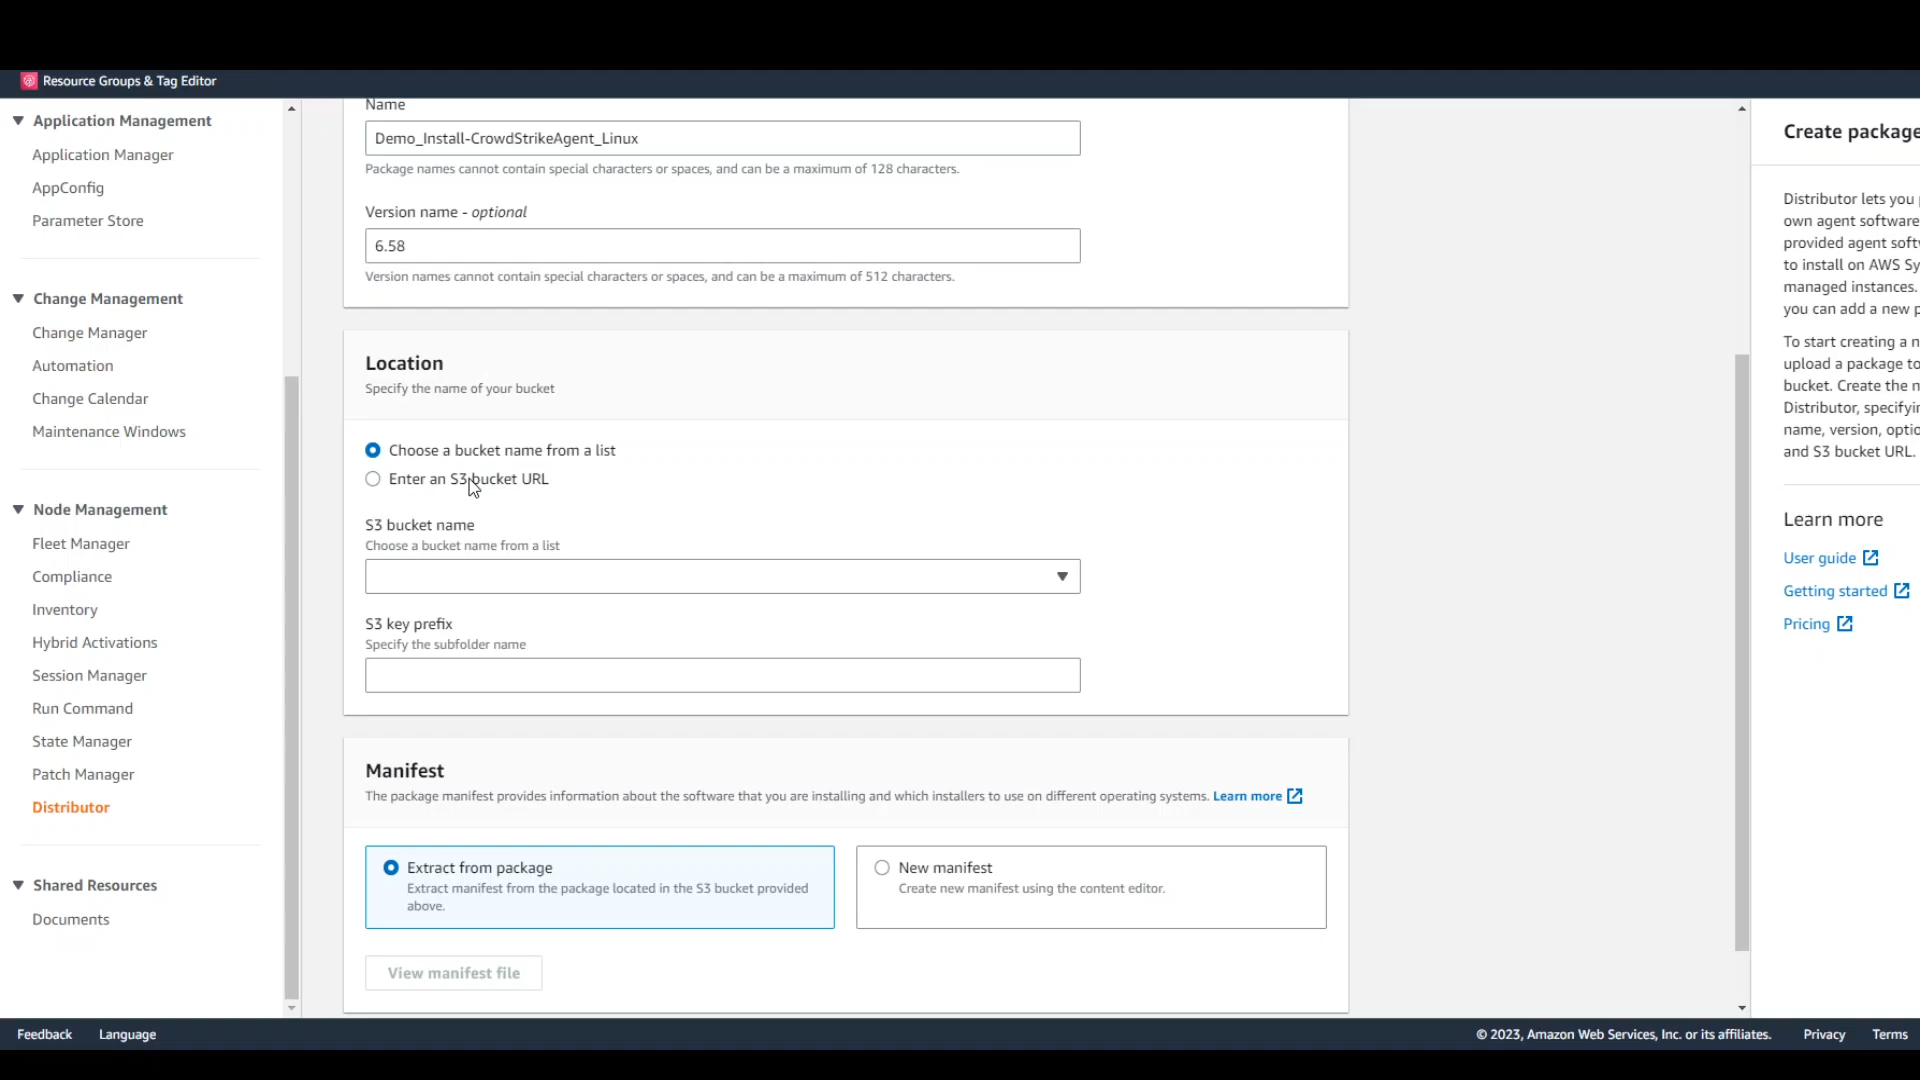 Resource Groups & Tag Editor
Application Management
Application Manager
AppConfig
Parameter Store
Change Management
Change Manager
Automation
Change Calendar
Maintenance Windows
Node Management
Fleet Manager
Compliance
Inventory
Hybrid Activations
Session Manager
Run Command
State Manager
Patch Manager
Distributor
Shared Resources
Documents
Name
Demo_Install-CrowdStrikeAgent_Linux
Package names cannot contain special characters or spaces, and can be a maximum of 128 characters.
Version name - optional
6.58
Version names cannot contain special characters or spaces, and can be a maximum of 512 characters.
Location
Specify the name of your bucket
Choose a bucket name from a list
Enter an S3 bucket URL
S3 bucket name
Choose a bucket name from a list
S3 key prefix
Specify the subfolder name
Manifest
The package manifest provides information about the software that you are installing and which installers to use on different operating systems. Learn more
Extract from package
Extract manifest from the package located in the S3 bucket provided
above.
New manifest
Create new manifest using the content editor.
View manifest file
Create package
Distributor lets you
own agent software
provided agent softw
to install on AWS Sy
managed instances.
you can add a new p
To start creating a n
upload a package to
bucket. Create the n
Distributor, specifyin
name, version, optio
and S3 bucket URL.
Learn more
User guide
Getting started
Pricing
Feedback Language
© 2023, Amazon Web Services, Inc. or its affiliates. Privacy Terms